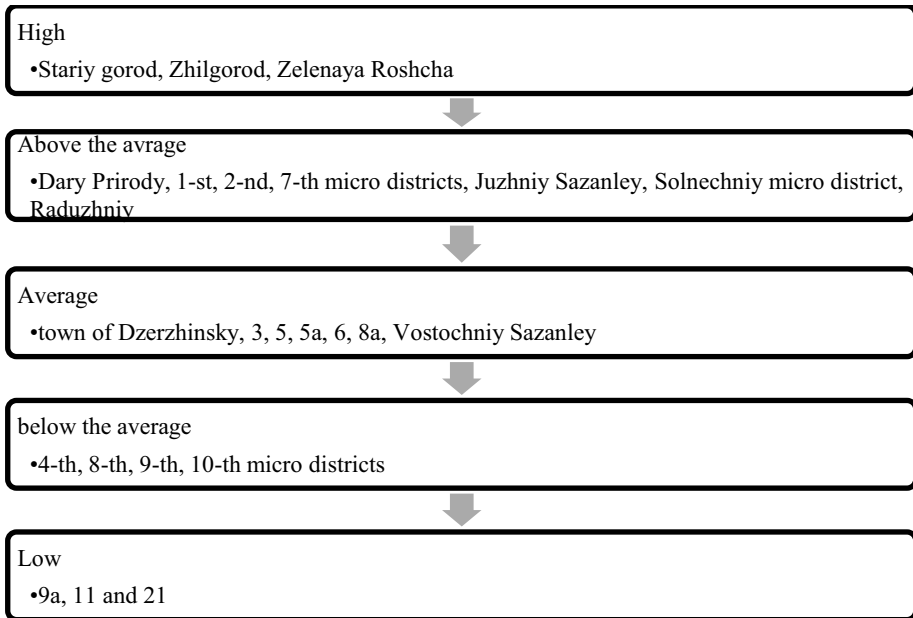 High
•Stariy gorod, Zhilgorod, Zelenaya Roshcha
Above the avrage
•Dary Prirody, 1-st, 2-nd, 7-th micro districts, Juzhniy Sazanley, Solnechniy micro district,
Raduzhniy
Average
•town of Dzerzhinsky, 3, 5, 5a, 6, 8a, Vostochniy Sazanley
below the average
•4-th, 8-th, 9-th, 10-th micro districts
Low
•9a, 11 and 21